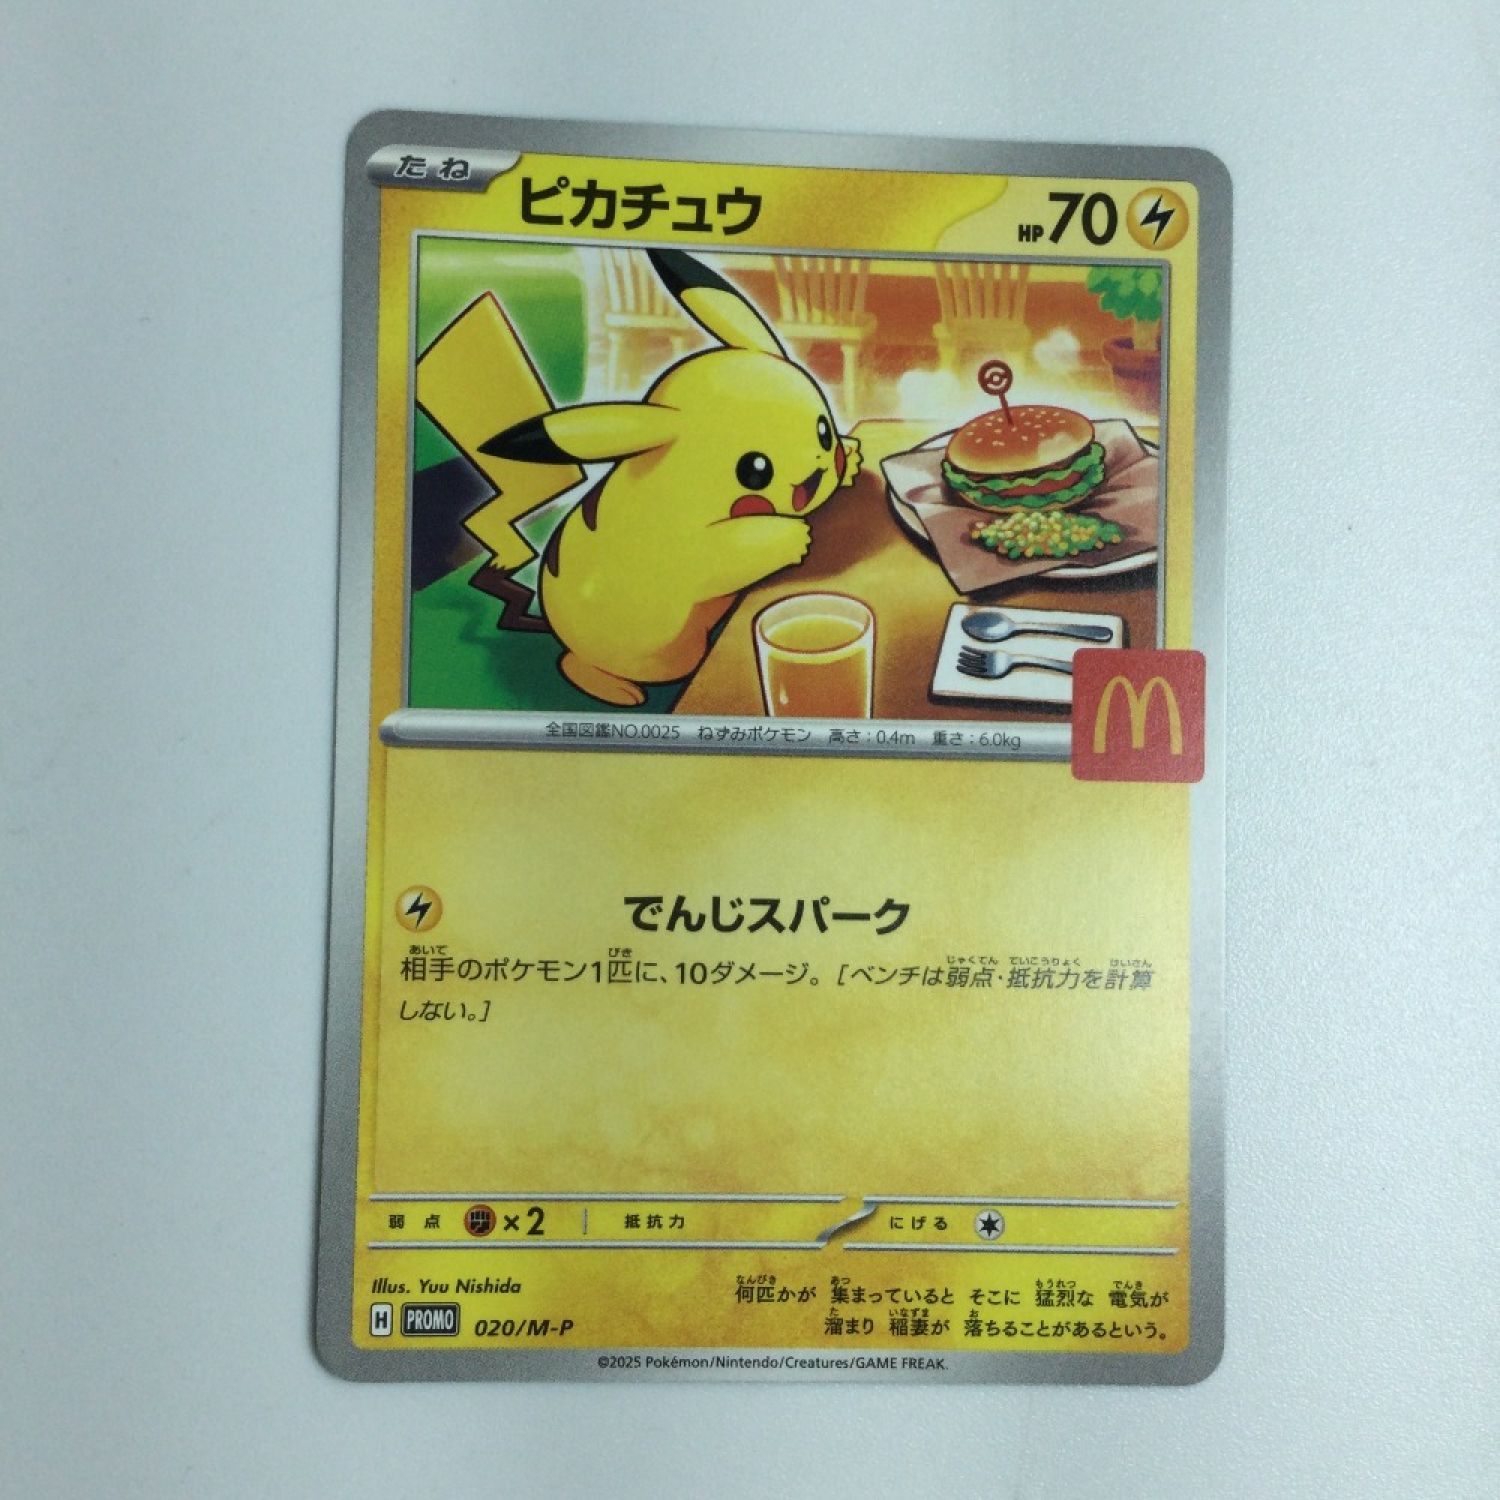 たね
ピカチュウ
HP 70
全国図鑑NO.0025 ねずみポケモン 高さ:0.4m 重さ:6.0kg
M
でんじスパーク
相手のポケモン1匹に、10ダメージ。[ベンチは弱点・抵抗力を計算
しない。]
弱点 ×2 抵抗力 にげる
Illus. Yuu Nishida
何匹かが 集まっていると そこに 猛烈な 電気が
溜まり 稲妻が 落ちることがあるという。
H PROMO 020/M-P
©2025 Pokémon/Nintendo/Creatures/GAME FREAK.